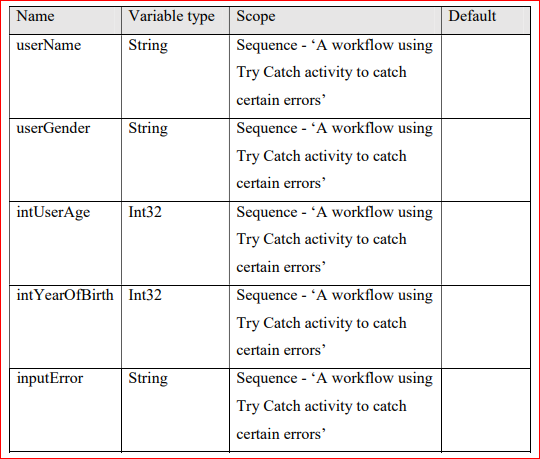 Name Variable type Scope Default
userName String Sequence - ‘A workflow using
Try Catch activity to catch
certain errors’
userGender String Sequence - ‘A workflow using
Try Catch activity to catch
certain errors’
intUserAge Int32 Sequence - ‘A workflow using
Try Catch activity to catch
certain errors’
intYearOfBirth Int32 Sequence - ‘A workflow using
Try Catch activity to catch
certain errors’
inputError String Sequence - ‘A workflow using
Try Catch activity to catch
certain errors’